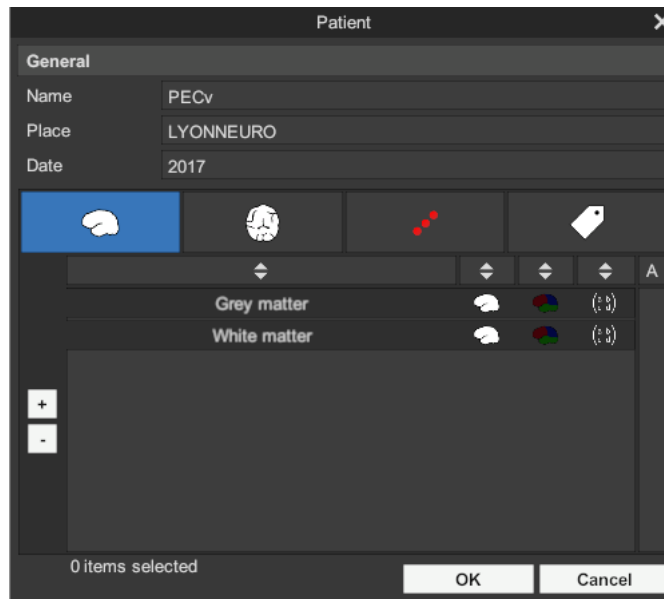 Patient
General
Name PECv
Place LYONNEURO
Date 2017
A
Grey matter
White matter
+
-
0 items selected
OK Cancel